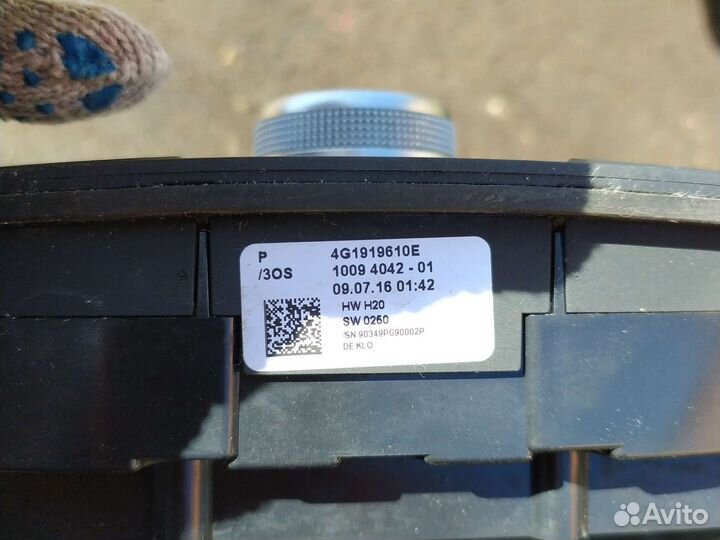 P 4G1919610E
/3OS 1009 4042 - 01
09.07.16 01:42
HW H20
SW 0250
/SN 90349PG90002P
DE KLO
Avito